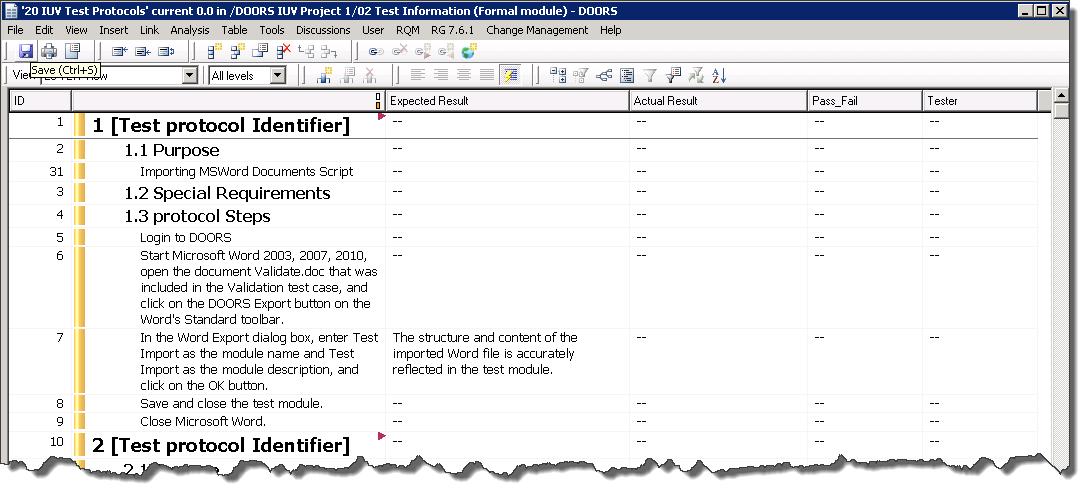 '20 IUV Test Protocols' current 0.0 in /DOORS IUV Project 1/02 Test Information (Formal module) - DOORS
File Edit View Insert Link Analysis Table Tools Discussions User RQM RG 7.6.1 Change Management Help
Save (Ctrl+S)
All levels
ID Expected Result Actual Result Pass_Fail Tester
1 1 [Test protocol Identifier] -- -- -- --
2 1.1 Purpose -- -- -- --
31 Importing MSWord Documents Script -- -- -- --
3 1.2 Special Requirements -- -- -- --
4 1.3 protocol Steps -- -- -- --
5 Login to DOORS -- -- -- --
6 Start Microsoft Word 2003, 2007, 2010, -- -- -- --
open the document Validate.doc that was
included in the Validation test case, and
click on the DOORS Export button on the
Word's Standard toolbar.
7 In the Word Export dialog box, enter Test The structure and content of the -- -- --
Import as the module name and Test imported Word file is accurately
Import as the module description, and reflected in the test module.
click on the OK button.
8 Save and close the test module. -- -- -- --
9 Close Microsoft Word. -- -- -- --
10 2 [Test protocol Identifier] -- -- -- --